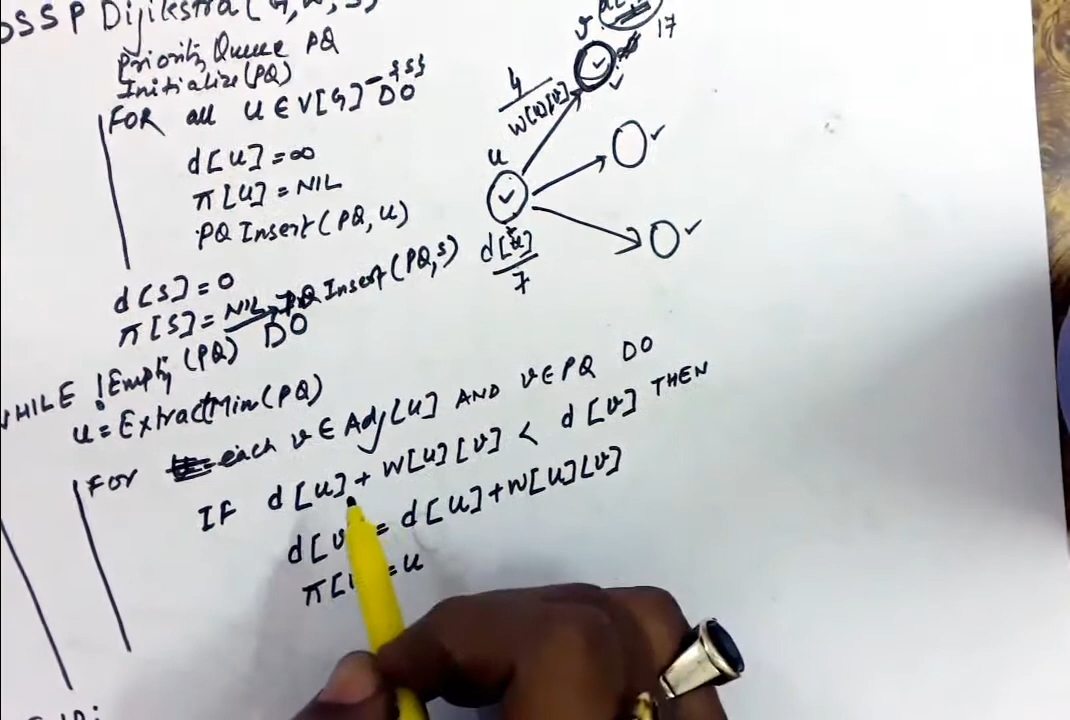 SSSP Dijikstra(G,W,S)
Priority Queue PQ
Initialize(PQ)
FOR all u ∈ V[G] - {S} DO
d[u] = ∞
π[u] = NIL
PQ Insert(PQ, u)
d[s] = 0
π[s] = NIL PQ Insert(PQ,s)
WHILE !Empty(PQ) DO
u = ExtractMin(PQ)
FOR each v ∈ Adj[u] AND v ∈ PQ DO
IF d[u] + W[u][v] < d[v] THEN
d[v] = d[u] + W[u][v]
π[ = u
v
17
4
W[u][v]
u
d[u]
7